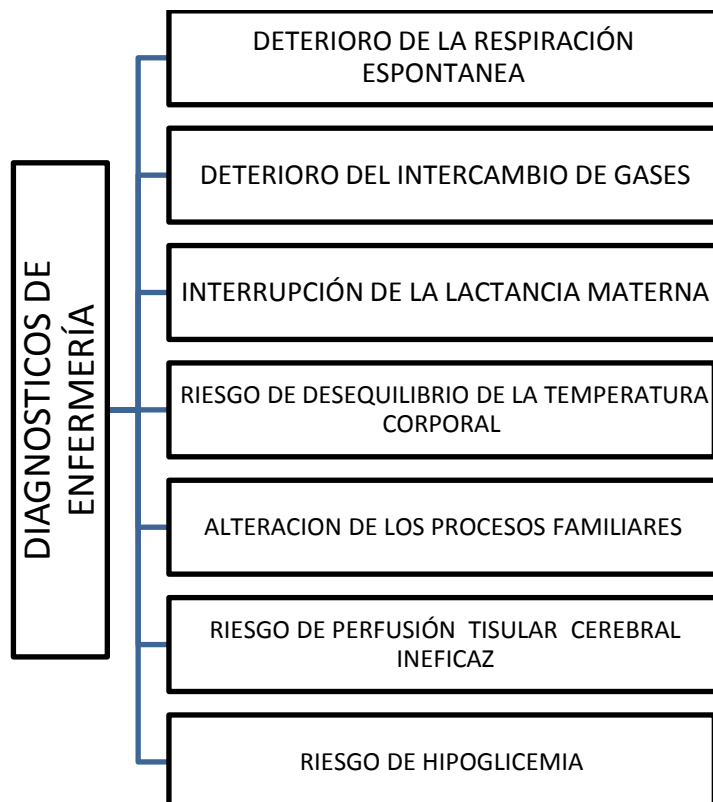 DIAGNOSTICOS DE
ENFERMERÍA
DETERIORO DE LA RESPIRACIÓN
ESPONTANEA
DETERIORO DEL INTERCAMBIO DE GASES
INTERRUPCIÓN DE LA LACTANCIA MATERNA
RIESGO DE DESEQUILIBRIO DE LA TEMPERATURA
CORPORAL
ALTERACION DE LOS PROCESOS FAMILIARES
RIESGO DE PERFUSIÓN TISULAR CEREBRAL
INEFICAZ
RIESGO DE HIPOGLICEMIA